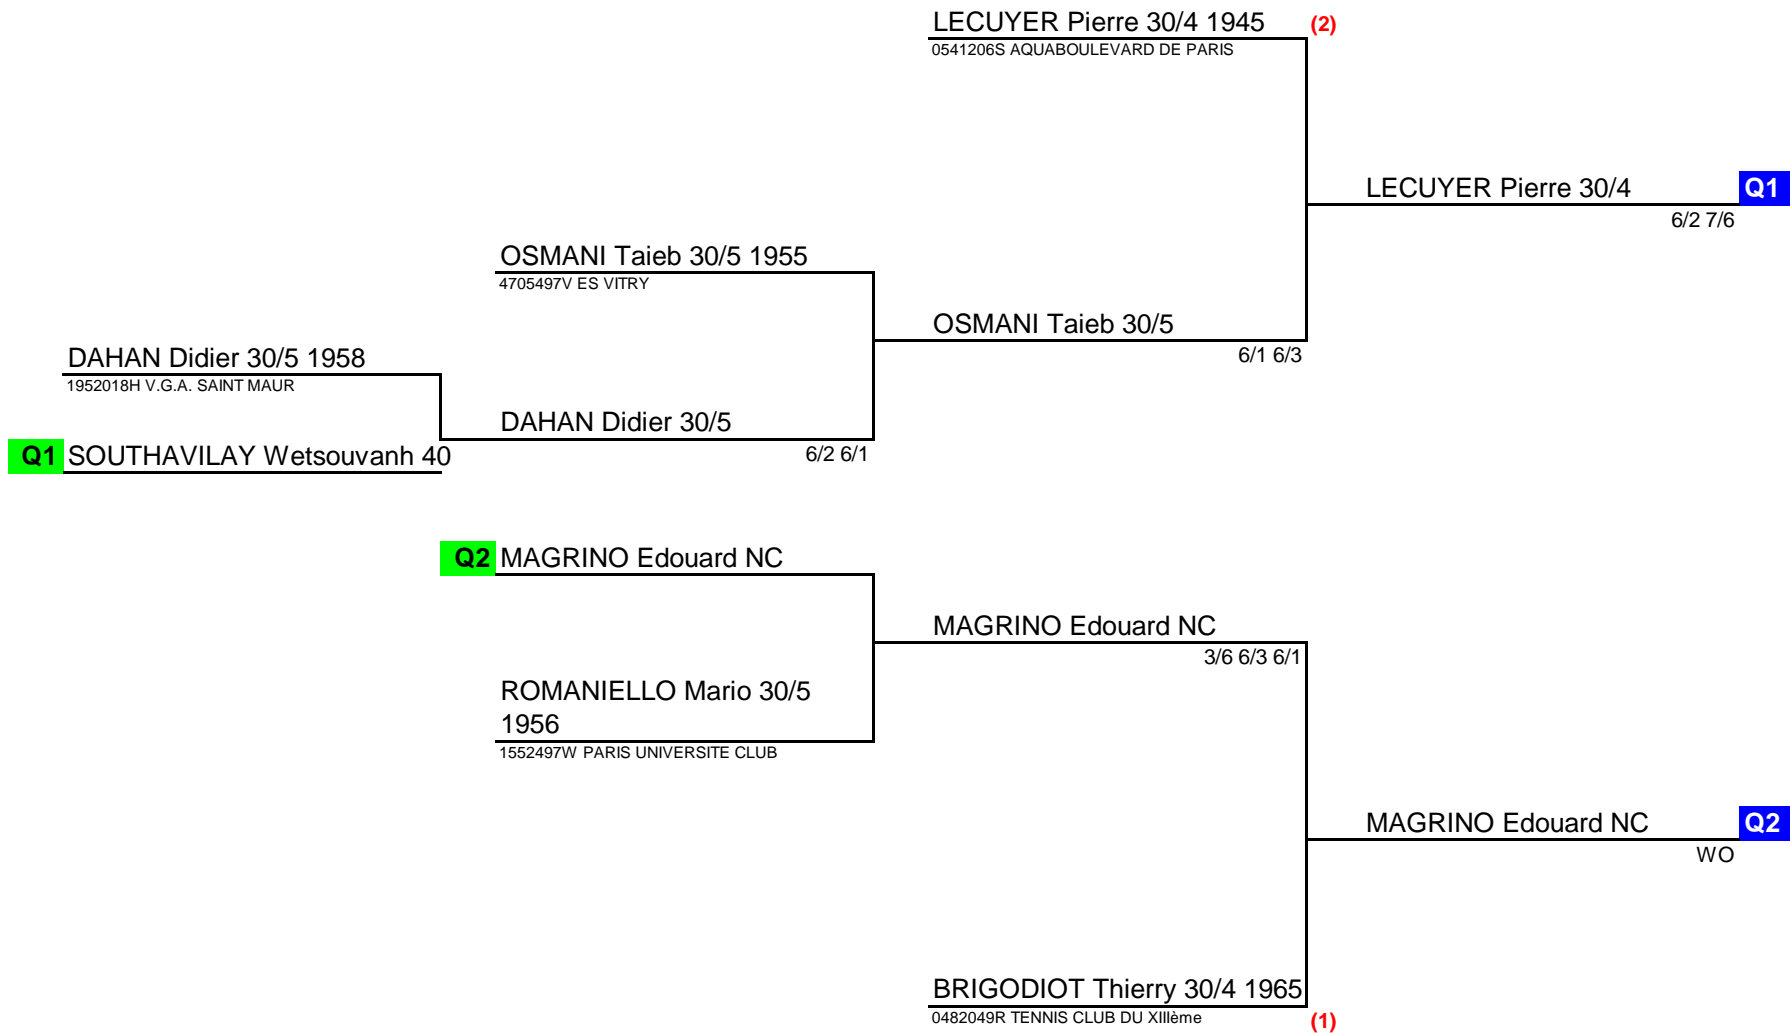 LECUYER Pierre 30/4 1945 (2)
0541206S AQUABOULEVARD DE PARIS
LECUYER Pierre 30/4 Q1
6/2 7/6
OSMANI Taieb 30/5 1955
4705497V ES VITRY
OSMANI Taieb 30/5
6/1 6/3
DAHAN Didier 30/5 1958
1952018H V.G.A. SAINT MAUR
DAHAN Didier 30/5
6/2 6/1
Q1 SOUTHAVILAY Wetsouvanh 40
Q2 MAGRINO Edouard NC
MAGRINO Edouard NC
3/6 6/3 6/1
ROMANIELLO Mario 30/5
1956
1552497W PARIS UNIVERSITE CLUB
MAGRINO Edouard NC Q2
WO
BRIGODIOT Thierry 30/4 1965
0482049R TENNIS CLUB DU XIIIème (1)